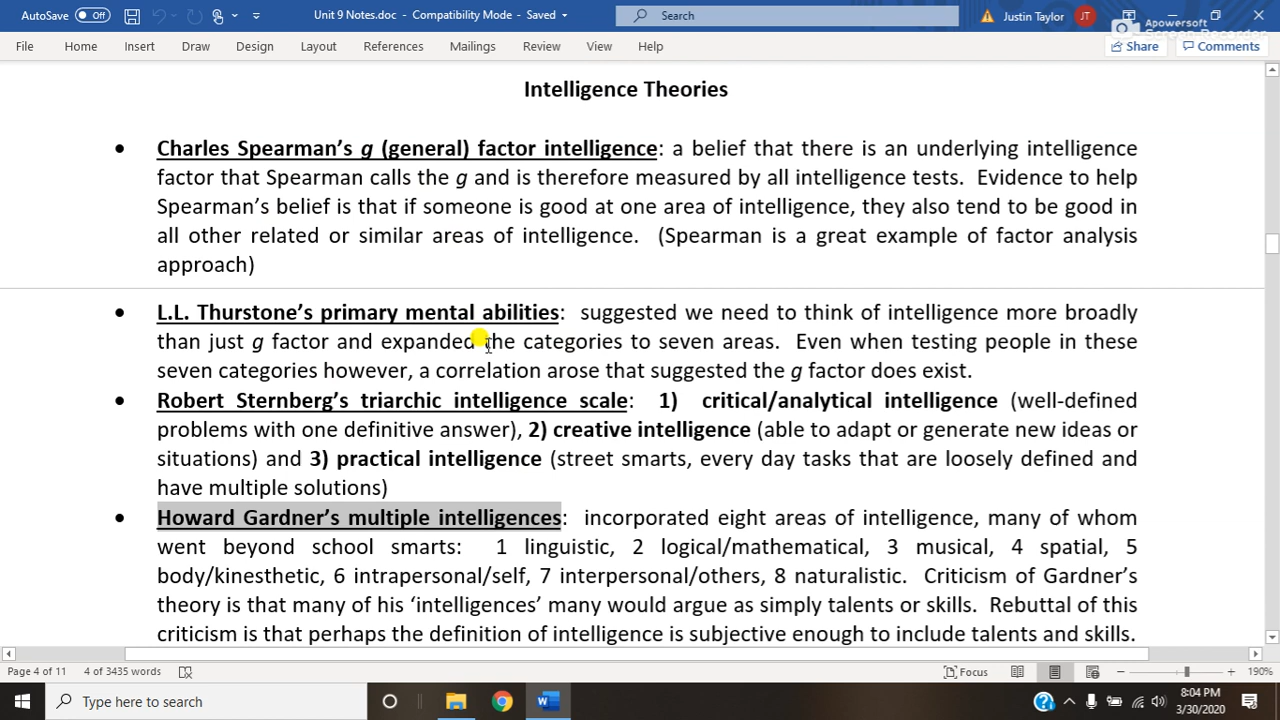 AutoSave Off Unit 9 Notes.doc - Compatibility Mode - Saved Search Justin Taylor JT Apowersoft
Screen Recorder
File Home Insert Draw Design Layout References Mailings Review View Help Share Comments
Intelligence Theories
• Charles Spearman's g (general) factor intelligence: a belief that there is an underlying intelligence
factor that Spearman calls the g and is therefore measured by all intelligence tests. Evidence to help
Spearman's belief is that if someone is good at one area of intelligence, they also tend to be good in
all other related or similar areas of intelligence. (Spearman is a great example of factor analysis
approach)
• L.L. Thurstone's primary mental abilities: suggested we need to think of intelligence more broadly
than just g factor and expanded the categories to seven areas. Even when testing people in these
seven categories however, a correlation arose that suggested the g factor does exist.
• Robert Sternberg's triarchic intelligence scale: 1) critical/analytical intelligence (well-defined
problems with one definitive answer), 2) creative intelligence (able to adapt or generate new ideas or
situations) and 3) practical intelligence (street smarts, every day tasks that are loosely defined and
have multiple solutions)
• Howard Gardner's multiple intelligences: incorporated eight areas of intelligence, many of whom
went beyond school smarts: 1 linguistic, 2 logical/mathematical, 3 musical, 4 spatial, 5
body/kinesthetic, 6 intrapersonal/self, 7 interpersonal/others, 8 naturalistic. Criticism of Gardner's
theory is that many of his 'intelligences' many would argue as simply talents or skills. Rebuttal of this
criticism is that perhaps the definition of intelligence is subjective enough to include talents and skills.
Page 4 of 11 4 of 3435 words Focus 190%
Type here to search 8:04 PM
3/30/2020